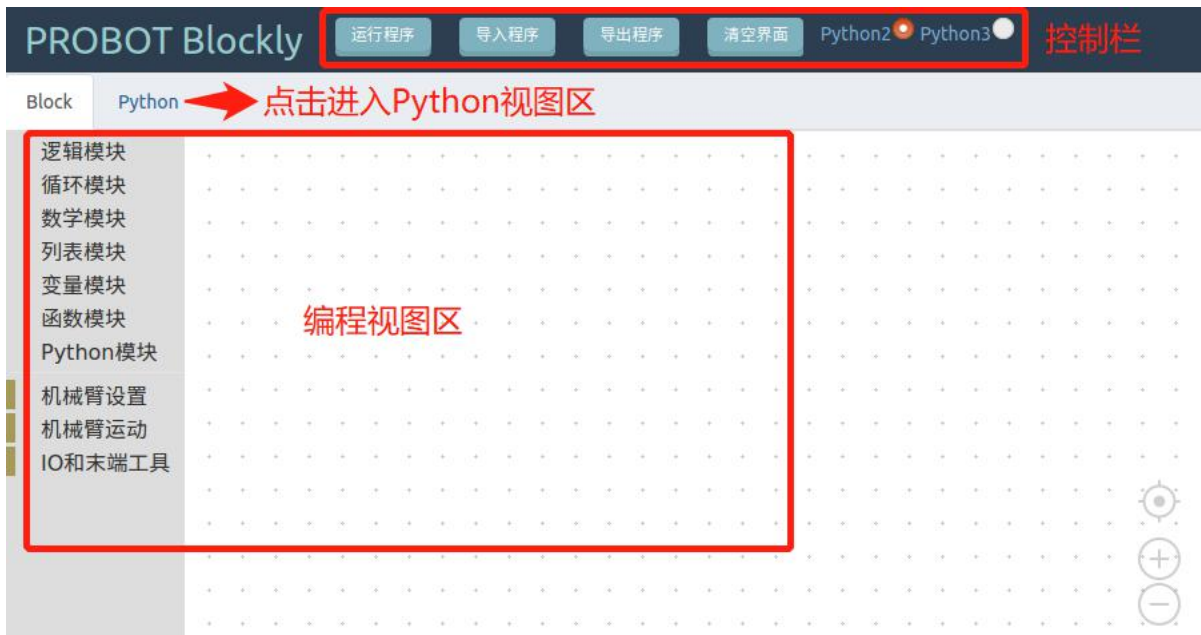 PROBOT Blockly 运行程序 导入程序 导出程序 清空界面 Python2 Python3 控制栏
Block Python 点击进入Python视图区
逻辑模块
循环模块
数学模块
列表模块
变量模块
函数模块
编程视图区
Python模块
机械臂设置
机械臂运动
IO和末端工具